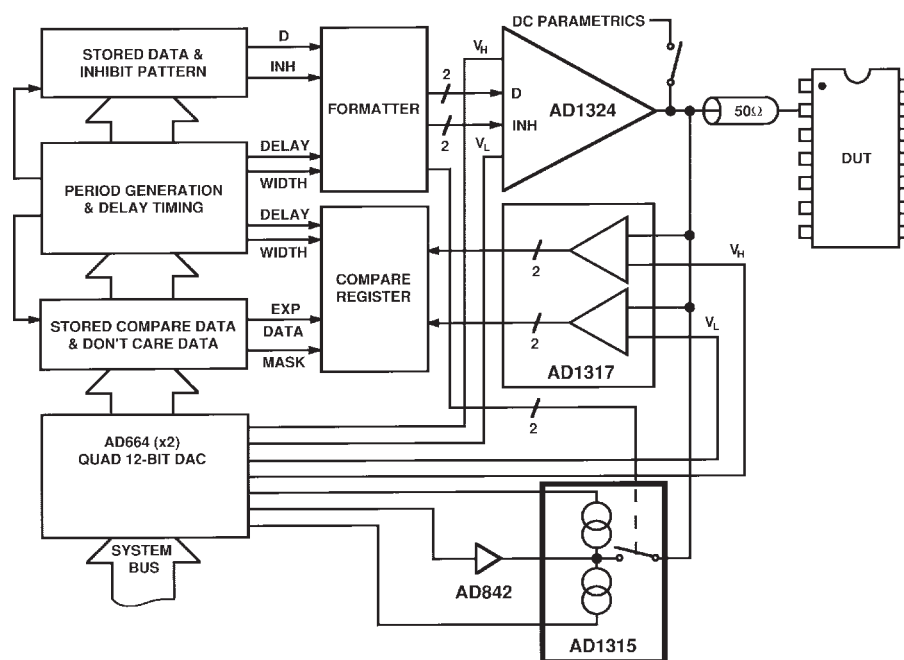 DC PARAMETRICS
STORED DATA &
INHIBIT PATTERN
D
INH
FORMATTER
2
2
V_H
D
INH
V_L
AD1324
50Ω
DUT
PERIOD GENERATION
& DELAY TIMING
DELAY
WIDTH
DELAY
WIDTH
COMPARE
REGISTER
2
2
V_H
V_L
AD1317
STORED COMPARE DATA
& DON'T CARE DATA
EXP
DATA
MASK
2
AD664 (x2)
QUAD 12-BIT DAC
SYSTEM
BUS
AD842
AD1315